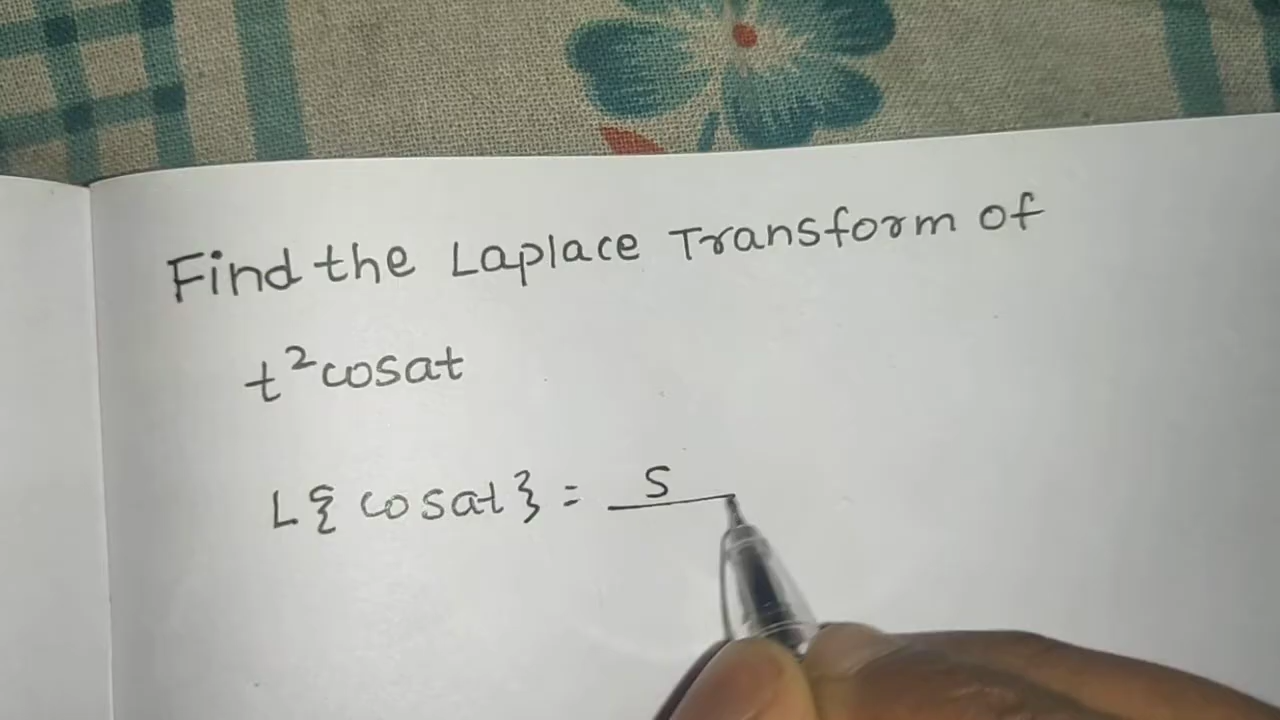 Find the Laplace Transform of
t²cosat
L{cosat} = s